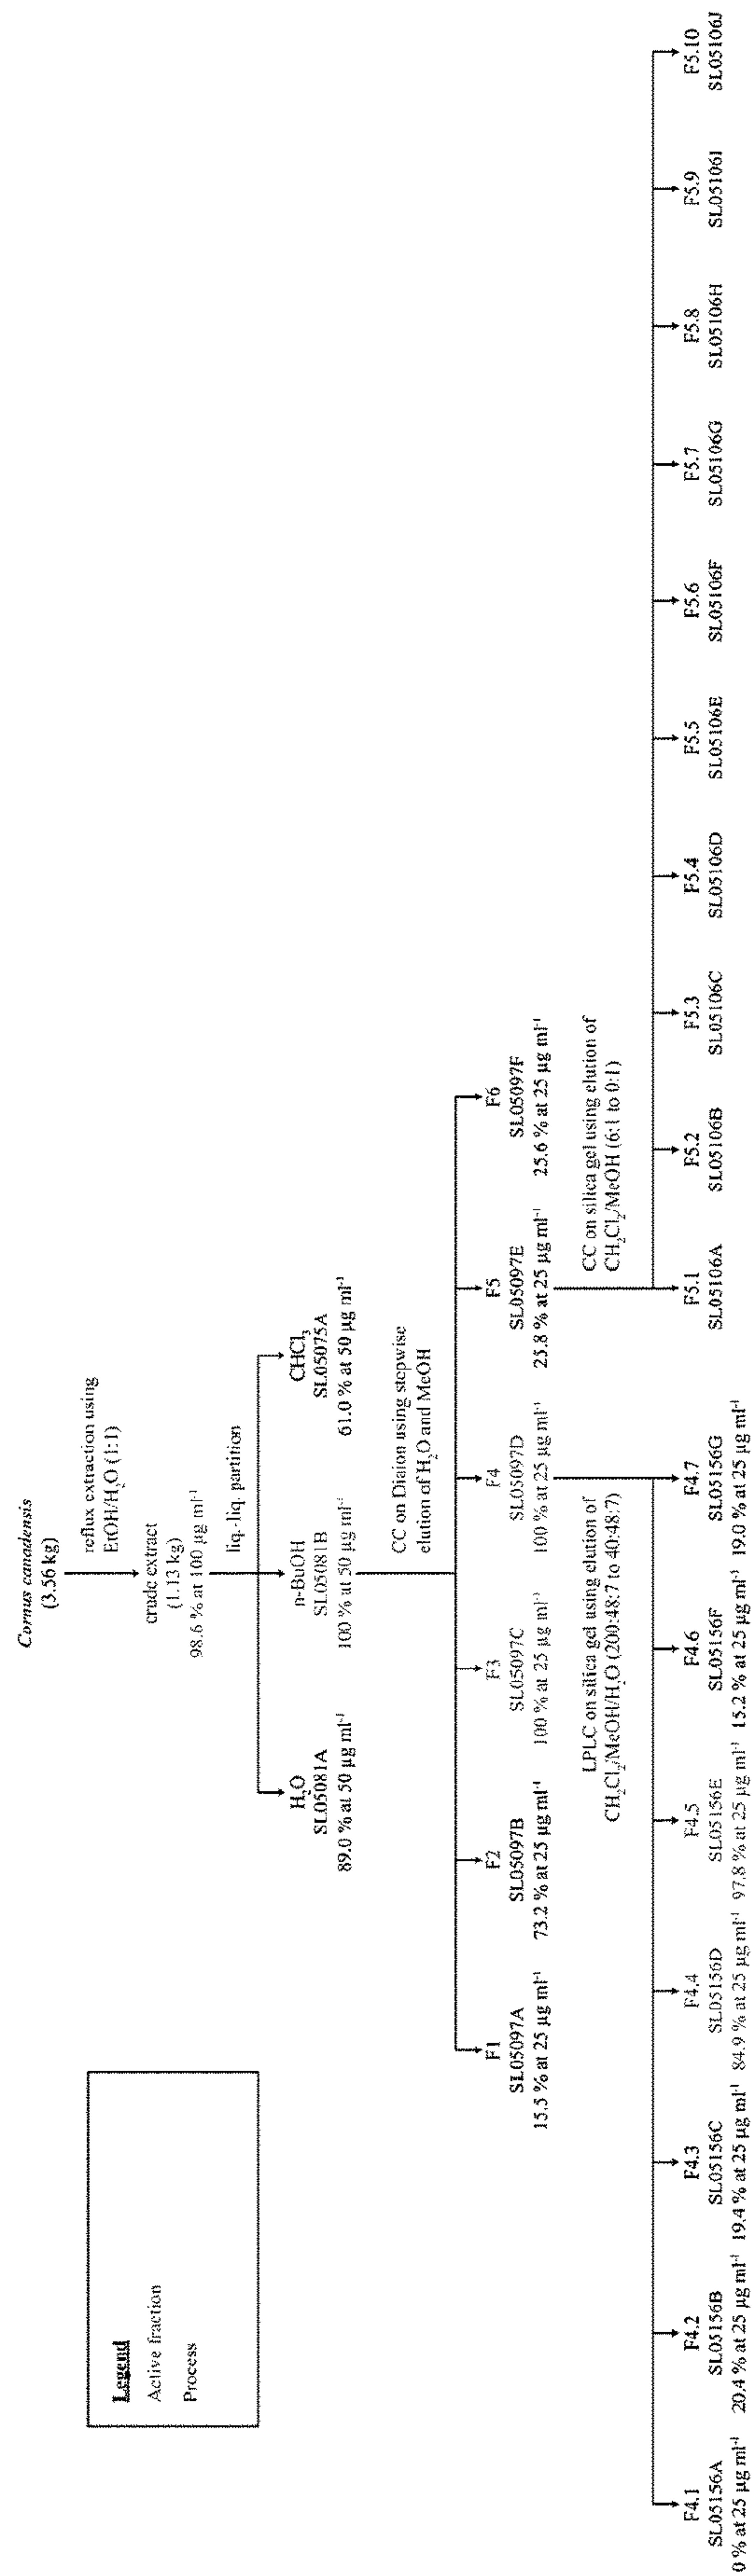 Cornus canadensis
(3.56 kg)
reflux extraction using
EtOH/H₂O (1:1)
crude extract
(1.13 kg)
98.6 % at 100 µg ml⁻¹
liq.-liq. partition
H₂O
SL05081A
89.0 % at 50 µg ml⁻¹
n-BuOH
SL05081B
100 % at 50 µg ml⁻¹
CHCl₃
SL05075A
61.0 % at 50 µg ml⁻¹
Legend
Active fraction
Process
CC on Diaion using stepwise
elution of H₂O and MeOH
F1
SL05097A
15.5 % at 25 µg ml⁻¹
F2
SL05097B
73.2 % at 25 µg ml⁻¹
F3
SL05097C
100 % at 25 µg ml⁻¹
F4
SL05097D
100 % at 25 µg ml⁻¹
F5
SL05097E
25.8 % at 25 µg ml⁻¹
F6
SL05097F
25.6 % at 25 µg ml⁻¹
LPLC on silica gel using elution of
CH₂Cl₂/MeOH/H₂O (200:48:7 to 40:48:7)
CC on silica gel using elution of
CH₂Cl₂/MeOH (6:1 to 0:1)
F4.1
SL05156A
0 % at 25 µg ml⁻¹
F4.2
SL05156B
20.4 % at 25 µg ml⁻¹
F4.3
SL05156C
19.4 % at 25 µg ml⁻¹
F4.4
SL05156D
84.9 % at 25 µg ml⁻¹
F4.5
SL05156E
97.8 % at 25 µg ml⁻¹
F4.6
SL05156F
15.2 % at 25 µg ml⁻¹
F4.7
SL05156G
19.0 % at 25 µg ml⁻¹
F5.1
SL05106A
F5.2
SL05106B
F5.3
SL05106C
F5.4
SL05106D
F5.5
SL05106E
F5.6
SL05106F
F5.7
SL05106G
F5.8
SL05106H
F5.9
SL05106I
F5.10
SL05106J